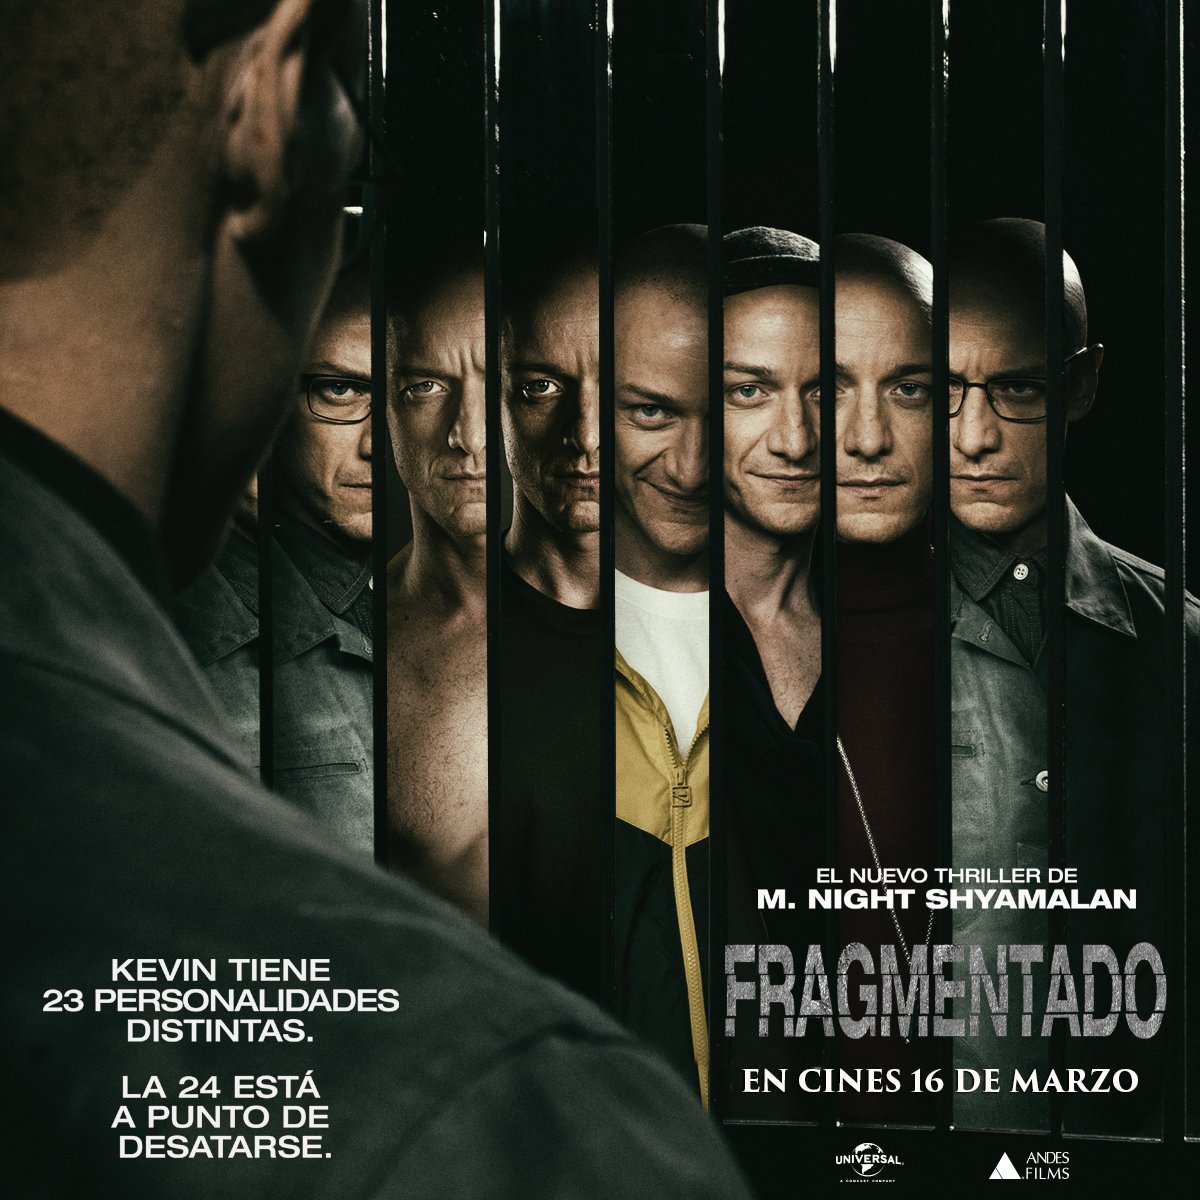 EL NUEVO THRILLER DE
M. NIGHT SHYAMALAN
FRAGMENTADO
EN CINES 16 DE MARZO
KEVIN TIENE
23 PERSONALIDADES
DISTINTAS.
LA 24 ESTÁ
A PUNTO DE
DESATARSE.
UNIVERSAL
A COMCAST COMPANY
ANDES
FILMS